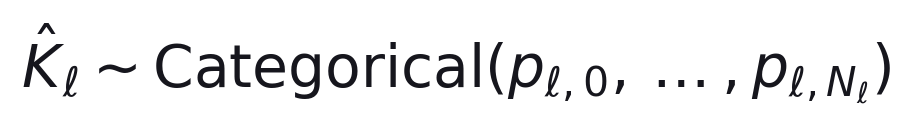 K̂_ℓ ~ Categorical(p_{ℓ,0}, …, p_{ℓ,N_ℓ})